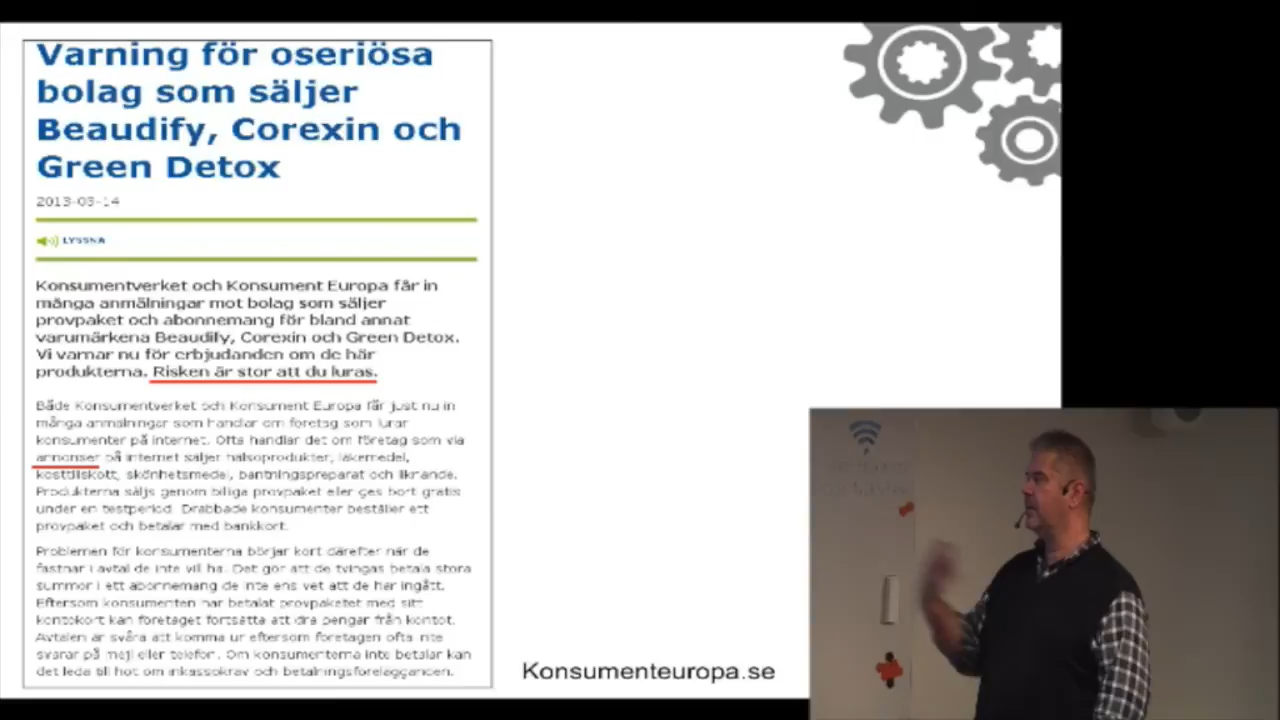 Varning för oseriösa
bolag som säljer
Beaudify, Corexin och
Green Detox
2013-03-14
LYSSNA
Konsumentverket och Konsument Europa får in
många anmälningar mot bolag som säljer
provpaket och abonnemang för bland annat
varumärkena Beaudify, Corexin och Green Detox.
Vi varnar nu för erbjudanden om de här
produkterna. Risken är stor att du luras.
Både Konsumentverket och Konsument Europa får just nu in
många anmälningar som handlar om företag som lurar
konsumenter på internet. Ofta handlar det om företag som via
annonser på internet säljer hälsoprodukter, läkemedel,
kosttillskott, skönhetsmedel, bantningspreparat och liknande.
Produkterna säljs genom billiga provpaket eller ges bort gratis
under en testperiod. Drabbade konsumenter beställer ett
provpaket och betalar med bankkort.
Problemen för konsumenterna börjar kort därefter när de
fastnar i avtal de inte vill ha. Det gör att de tvingas betala stora
summor i ett abonnemang de inte ens vet att de har ingått.
Eftersom konsumenten har betalat provpaketet med sitt
kontokort kan företaget fortsätta att dra pengar från kontot.
Avtalen är svåra att komma ur eftersom företagen ofta inte
svarar på mejl eller telefon. Om konsumenterna inte betalar kan
det leda till hot om inkassokrav och betalningsförelägganden.
Konsumenteuropa.se